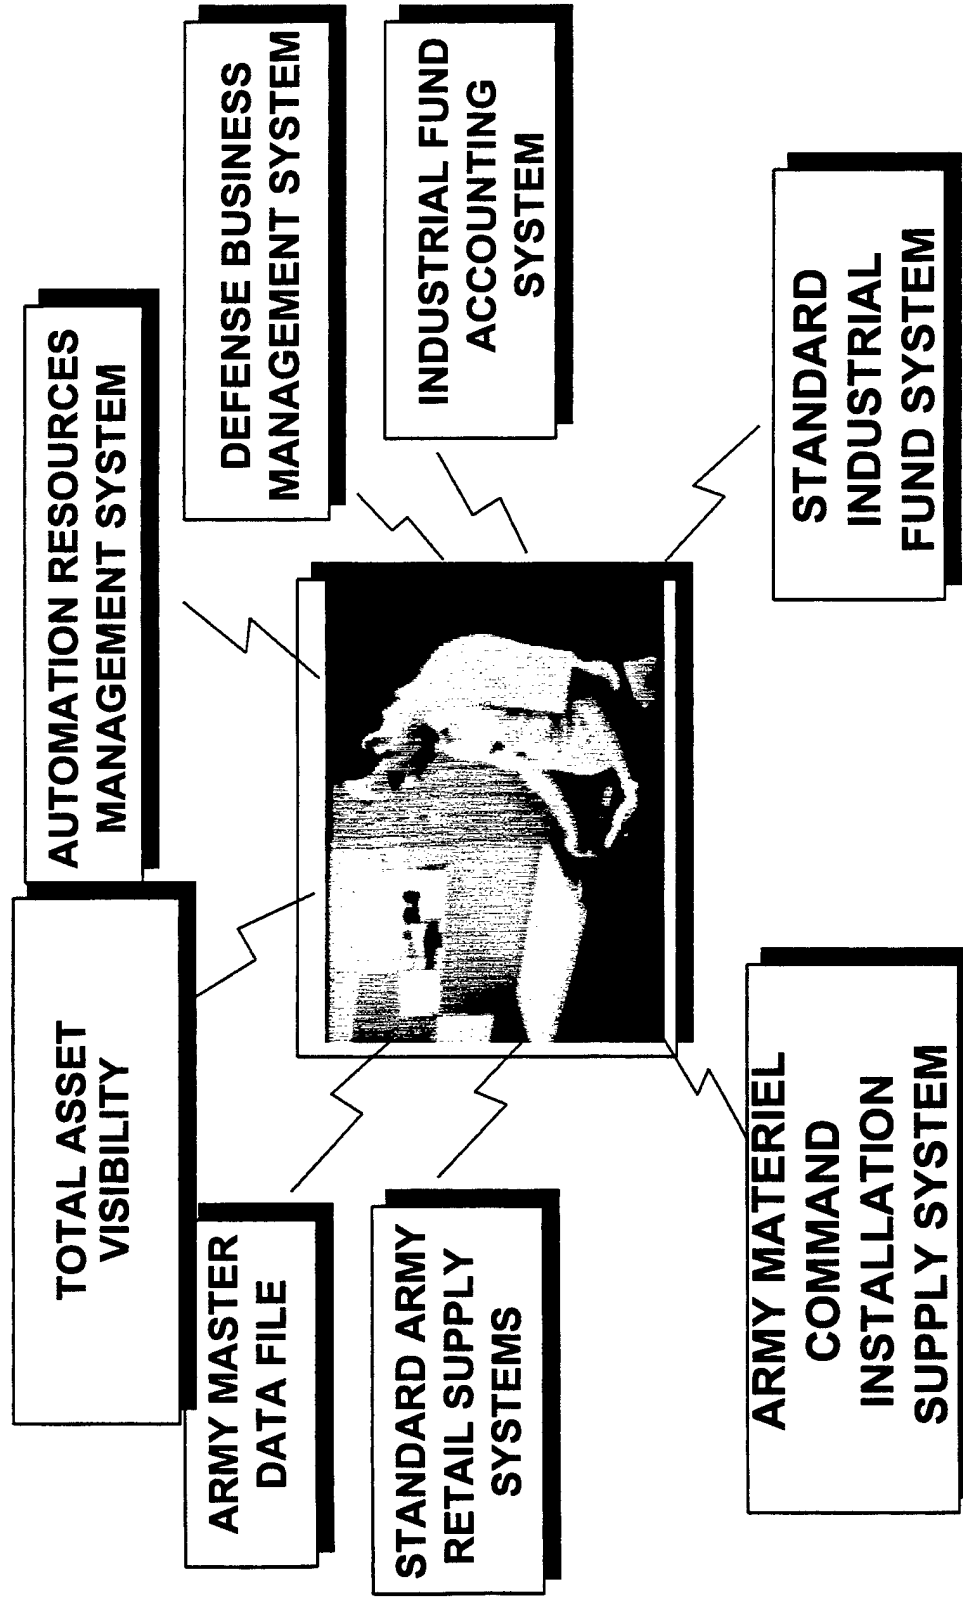 TOTAL ASSET
VISIBILITY
AUTOMATION RESOURCES
MANAGEMENT SYSTEM
ARMY MASTER
DATA FILE
DEFENSE BUSINESS
MANAGEMENT SYSTEM
STANDARD ARMY
RETAIL SUPPLY
SYSTEMS
INDUSTRIAL FUND
ACCOUNTING
SYSTEM
ARMY MATERIEL
COMMAND
INSTALLATION
SUPPLY SYSTEM
STANDARD
INDUSTRIAL
FUND SYSTEM